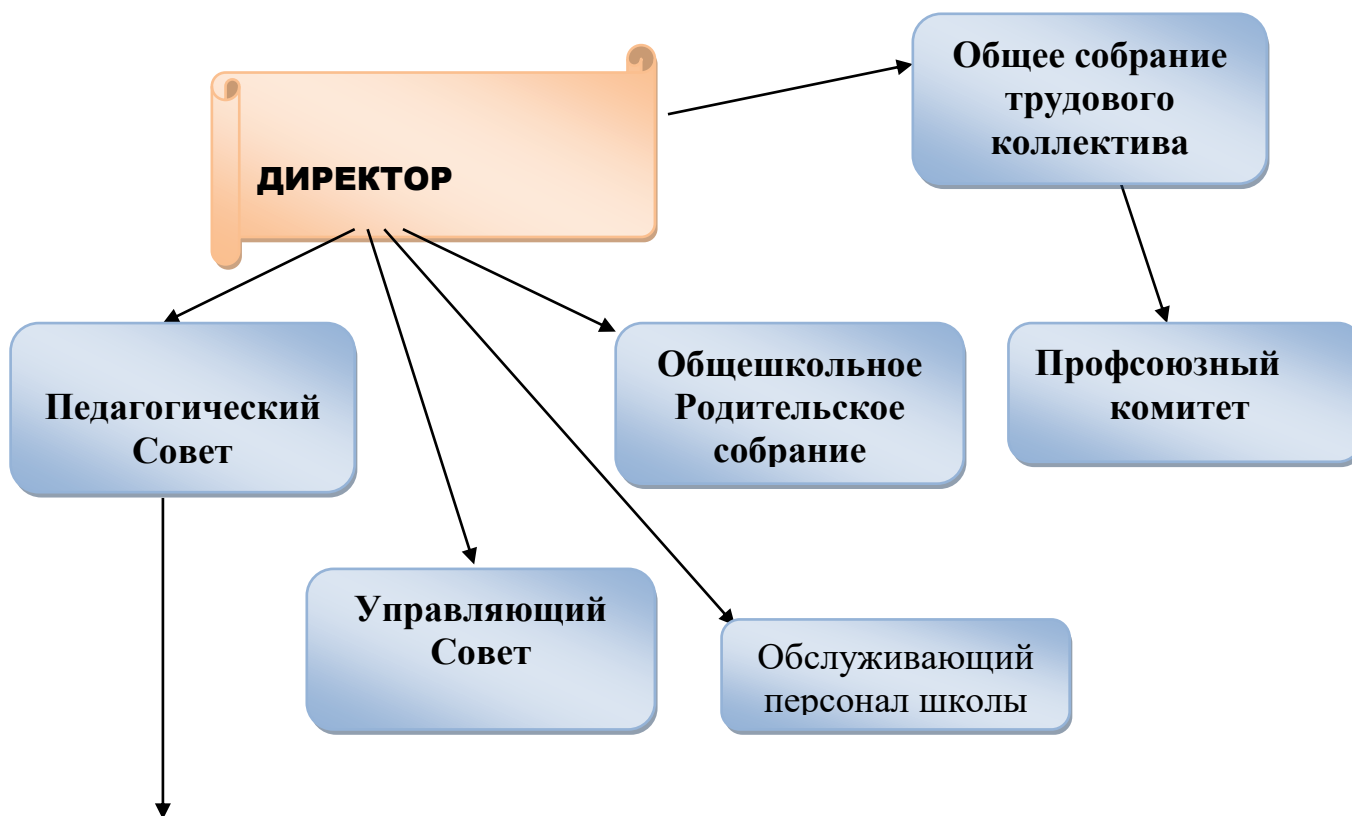 Общее собрание
трудового
коллектива
ДИРЕКТОР
Педагогический
Совет
Общешкольное
Родительское
собрание
Профсоюзный
комитет
Управляющий
Совет
Обслуживающий
персонал школы